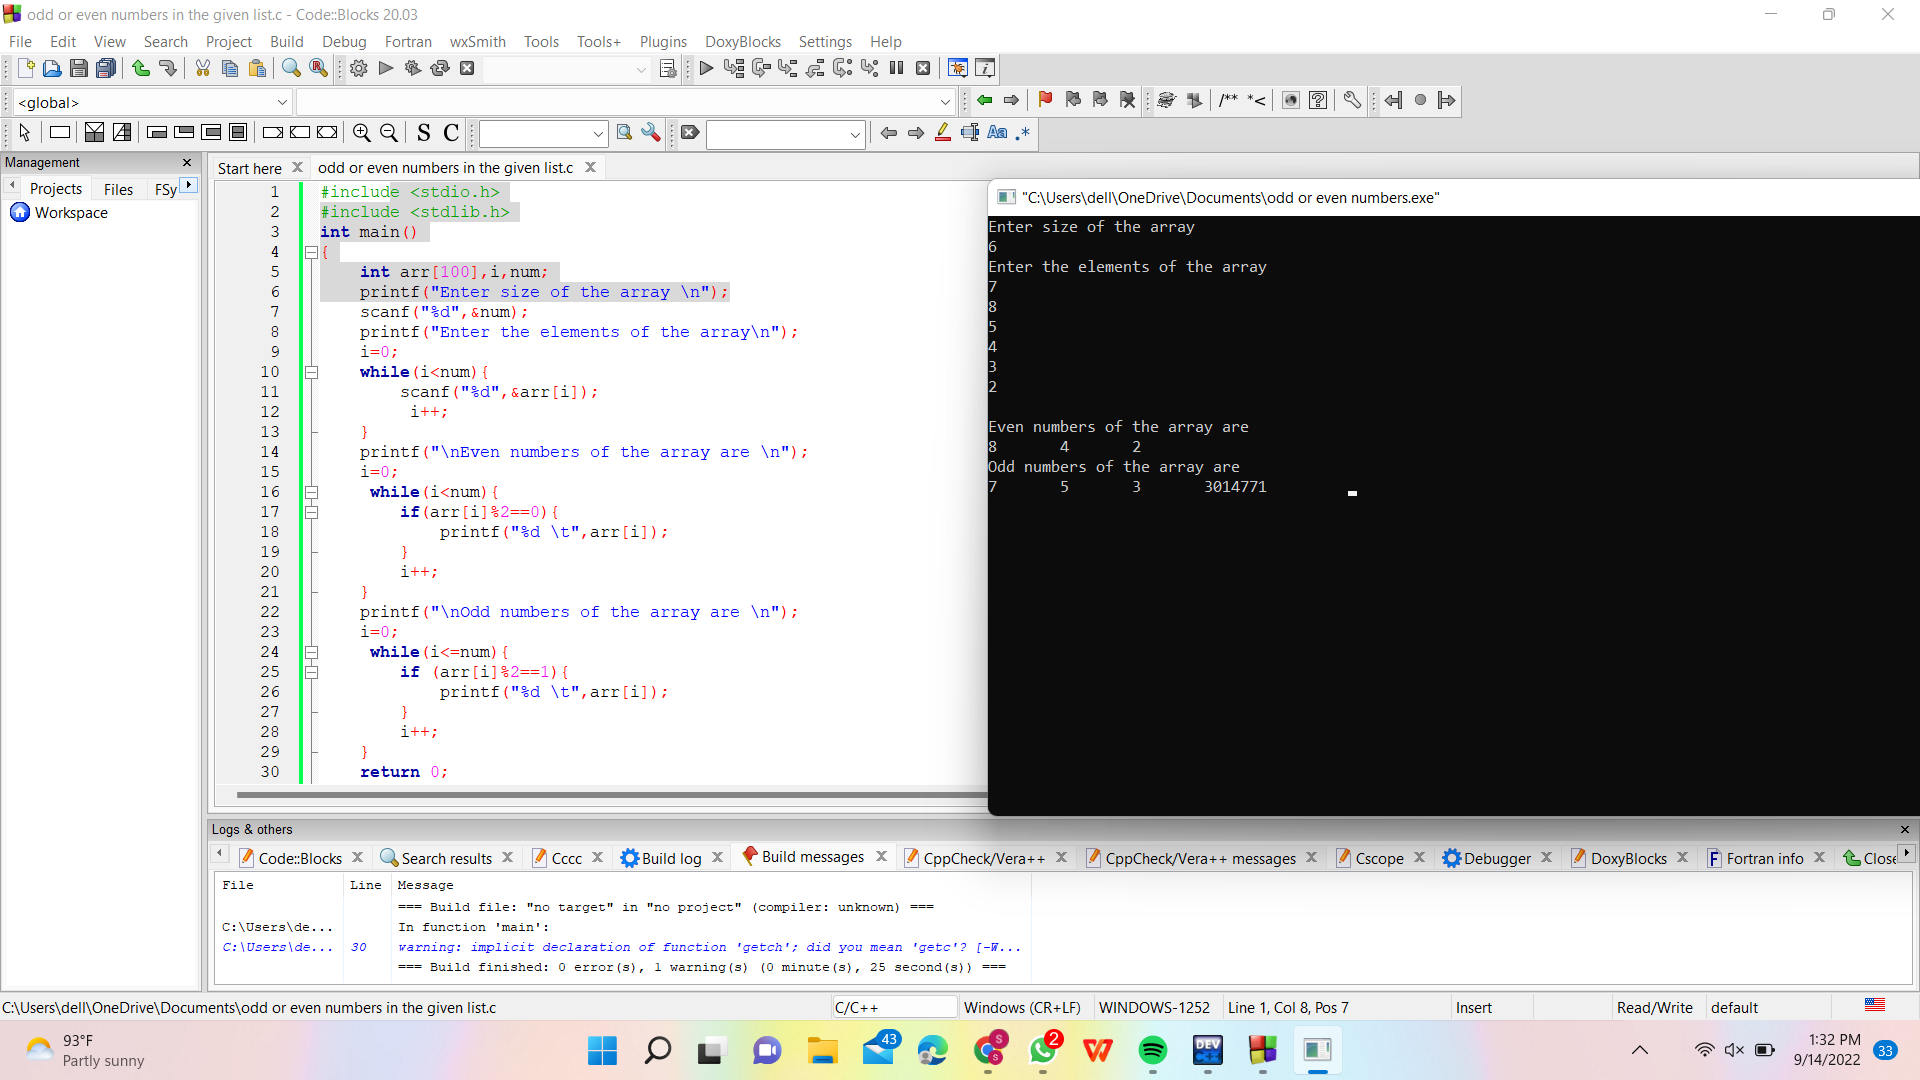 odd or even numbers in the given list.c - Code::Blocks 20.03
File Edit View Search Project Build Debug Fortran wxSmith Tools Tools+ Plugins DoxyBlocks Settings Help
<global>
/** *<
S C
Aa .*
Management
Projects Files FSy
Workspace
Start here odd or even numbers in the given list.c
1 #include <stdio.h>
2 #include <stdlib.h>
3 int main()
4 {
5 int arr[100],i,num;
6 printf("Enter size of the array \n");
7 scanf("%d",&num);
8 printf("Enter the elements of the array\n");
9 i=0;
10 while(i<num){
11 scanf("%d",&arr[i]);
12 i++;
13 }
14 printf("\nEven numbers of the array are \n");
15 i=0;
16 while(i<num){
17 if(arr[i]%2==0){
18 printf("%d \t",arr[i]);
19 }
20 i++;
21 }
22 printf("\nOdd numbers of the array are \n");
23 i=0;
24 while(i<=num){
25 if (arr[i]%2==1){
26 printf("%d \t",arr[i]);
27 }
28 i++;
29 }
30 return 0;
"C:\Users\dell\OneDrive\Documents\odd or even numbers.exe"
Enter size of the array
6
Enter the elements of the array
7
8
5
4
3
2
Even numbers of the array are
8 4 2
Odd numbers of the array are
7 5 3 3014771
Logs & others
Code::Blocks Search results Cccc Build log Build messages CppCheck/Vera++ CppCheck/Vera++ messages Cscope Debugger DoxyBlocks Fortran info Close
File Line Message
=== Build file: "no target" in "no project" (compiler: unknown) ===
C:\Users\de... In function 'main':
C:\Users\de... 30 warning: implicit declaration of function 'getch'; did you mean 'getc'? [-W...
=== Build finished: 0 error(s), 1 warning(s) (0 minute(s), 25 second(s)) ===
C:\Users\dell\OneDrive\Documents\odd or even numbers in the given list.c C/C++ Windows (CR+LF) WINDOWS-1252 Line 1, Col 8, Pos 7 Insert Read/Write default
93°F
Partly sunny
43
S
S
2
DEV
1:32 PM
9/14/2022
33